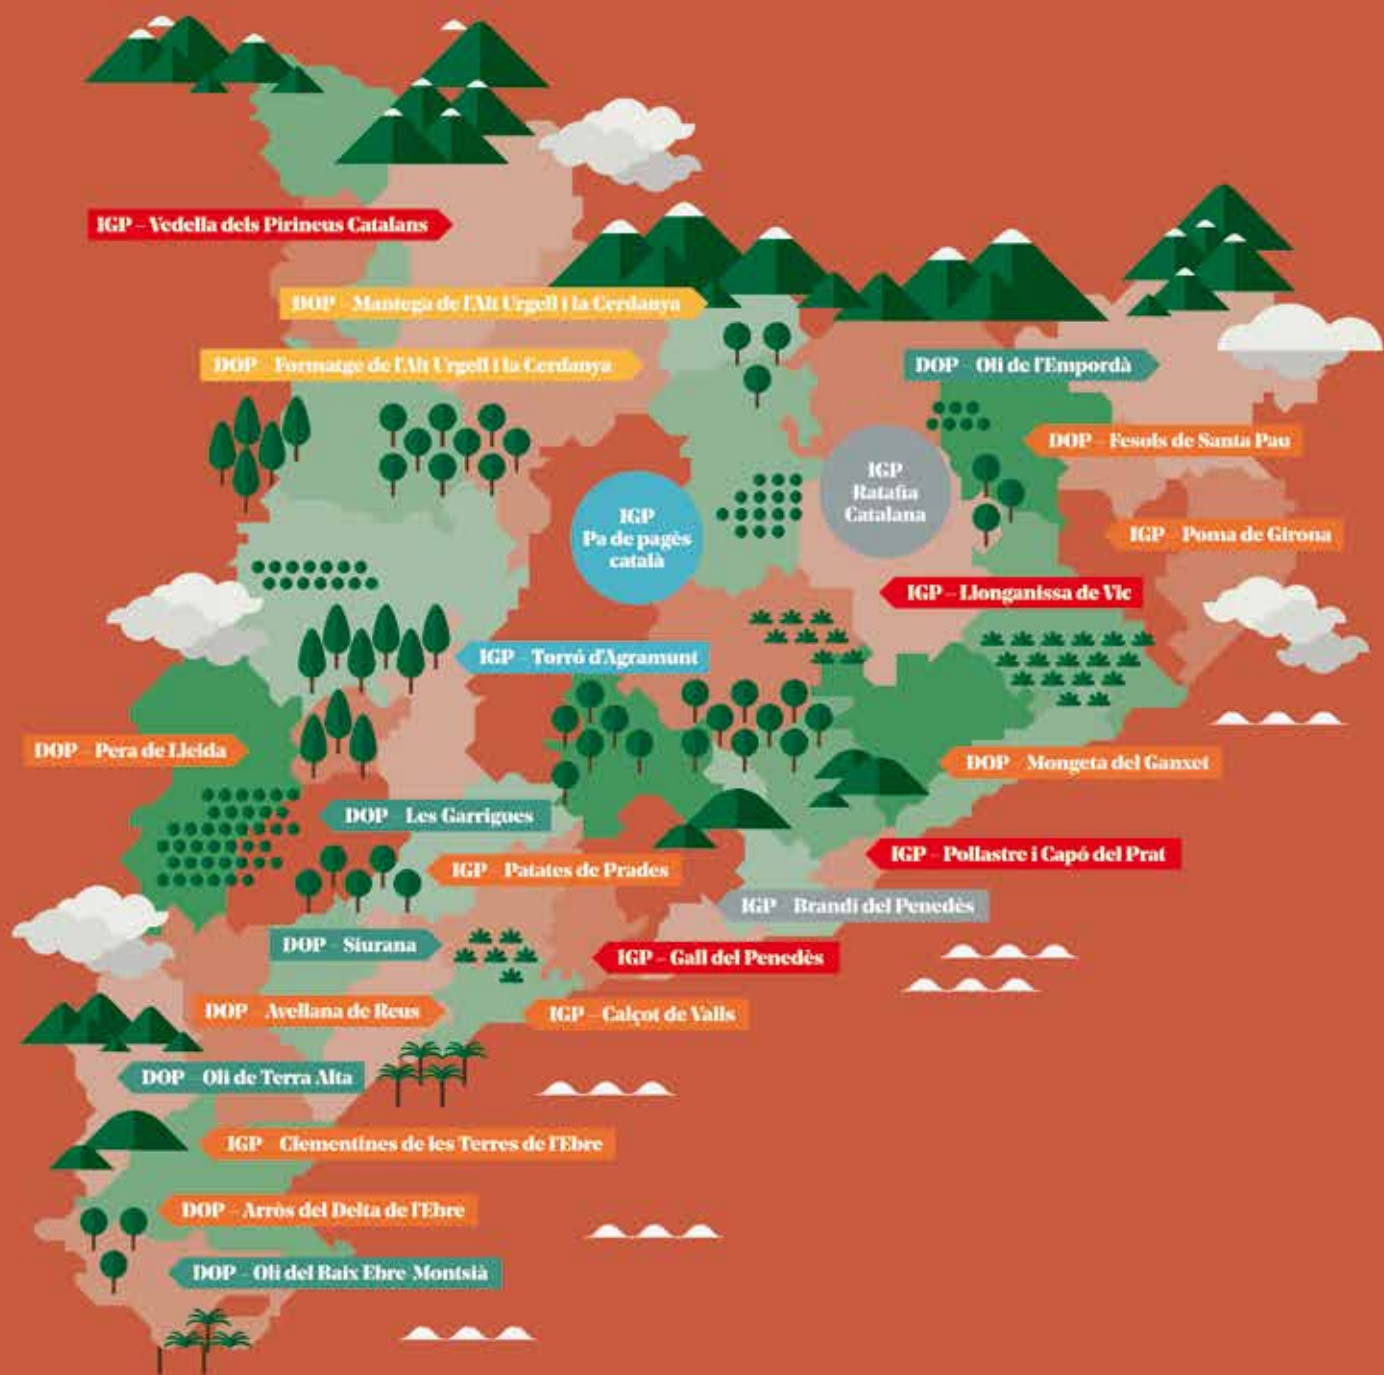 IGP – Vedella dels Pirineus Catalans
DOP – Mantega de l'Alt Urgell i la Cerdanya
DOP – Formatge de l'Alt Urgell i la Cerdanya
DOP – Oli de l'Empordà
DOP – Fesols de Santa Pau
IGP
Ratafia
Catalana
IGP
Pa de pagès
català
IGP – Poma de Girona
IGP – Llonganissa de Vic
IGP – Torró d'Agramunt
DOP – Pera de Lleida
DOP – Mongeta del Ganxet
DOP – Les Garrigues
IGP – Pollastre i Capó del Prat
IGP – Patates de Prades
IGP – Brandi del Penedès
DOP – Siurana
IGP – Gall del Penedès
DOP – Avellana de Reus
IGP – Calçot de Valls
DOP – Oli de Terra Alta
IGP – Clementines de les Terres de l'Ebre
DOP – Arròs del Delta de l'Ebre
DOP – Oli del Baix Ebre Montsià